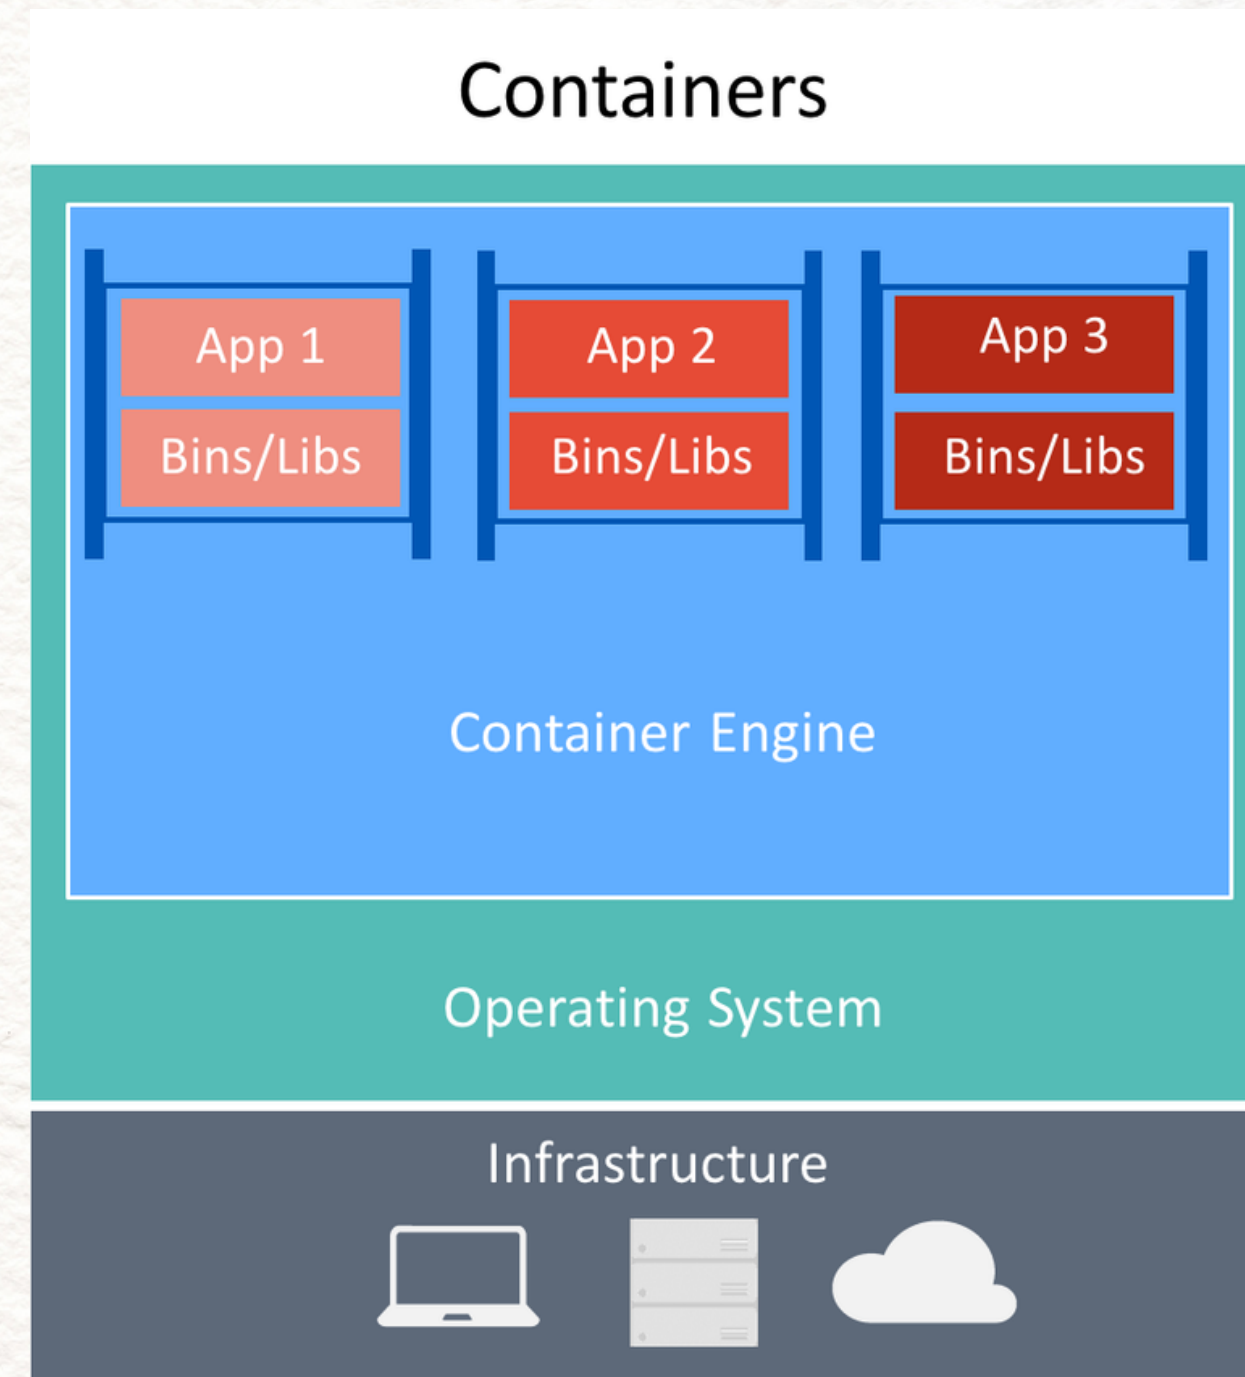 Containers
App 1
App 2
App 3
Bins/Libs
Bins/Libs
Bins/Libs
Container Engine
Operating System
Infrastructure